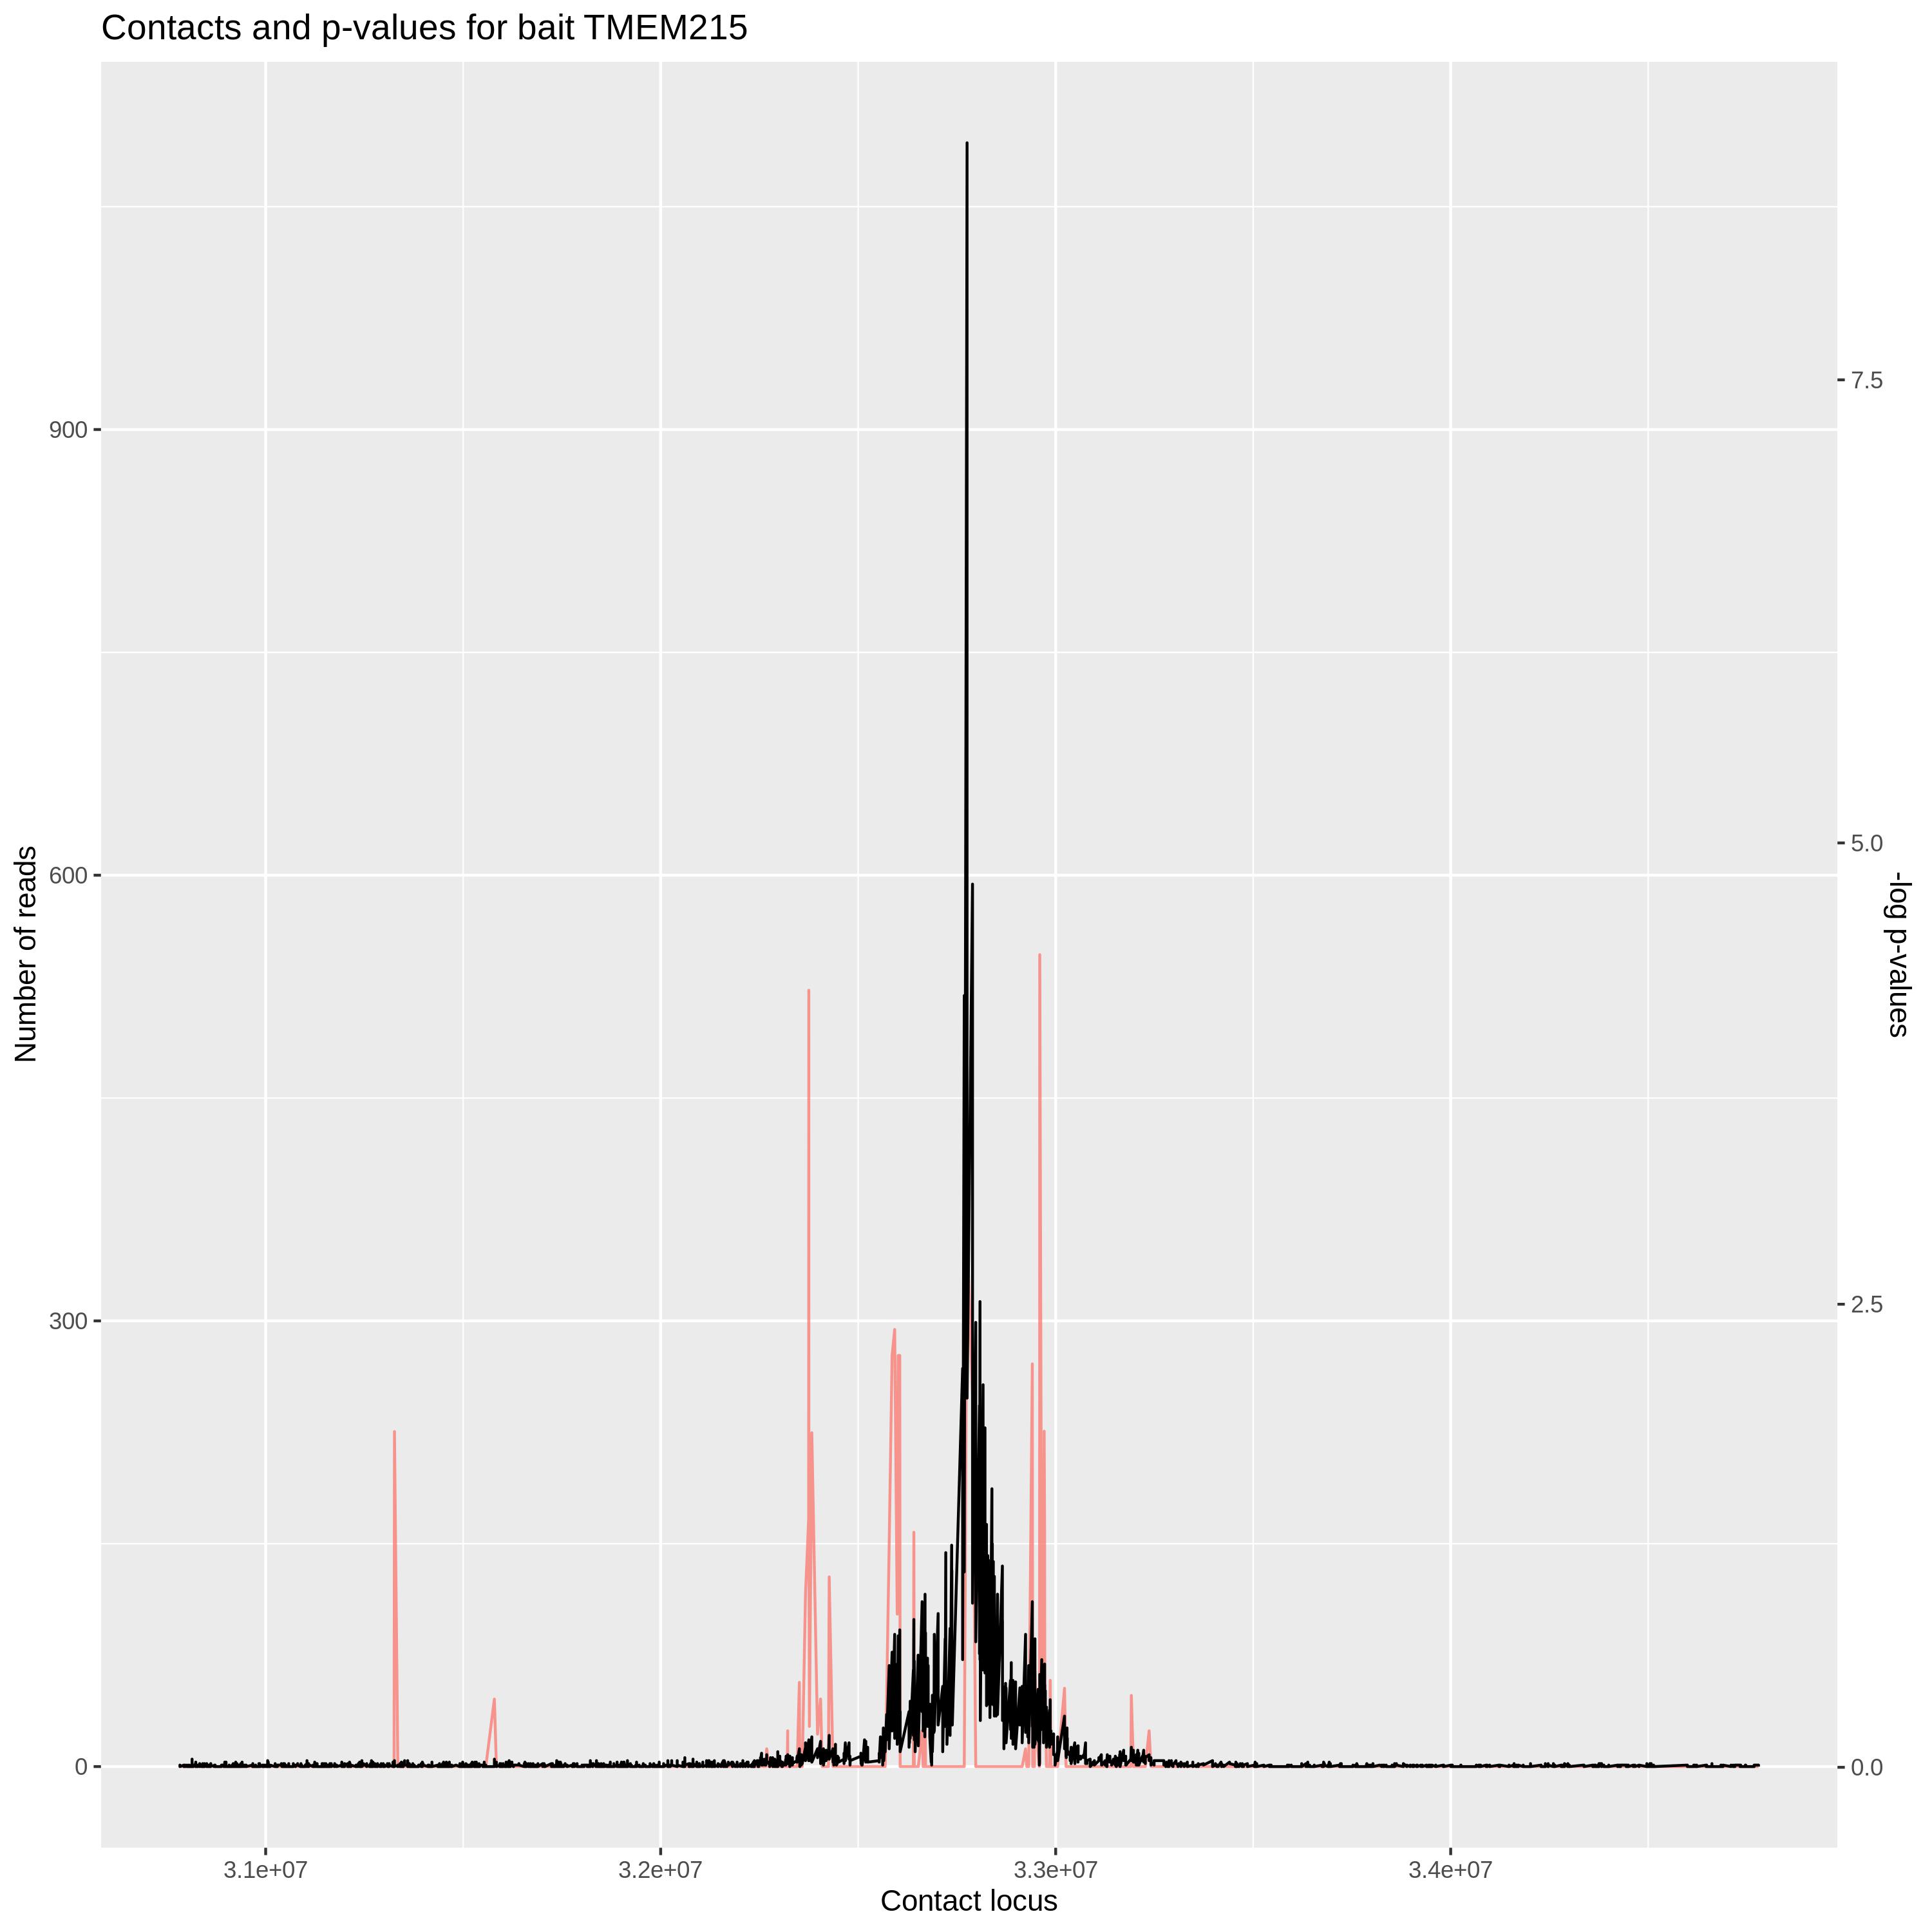 Contacts and p-values for bait TMEM215
Number of reads
900
600
300
0
7.5
5.0
2.5
0.0
-log p-values
3.1e+07
3.2e+07
3.3e+07
3.4e+07
Contact locus